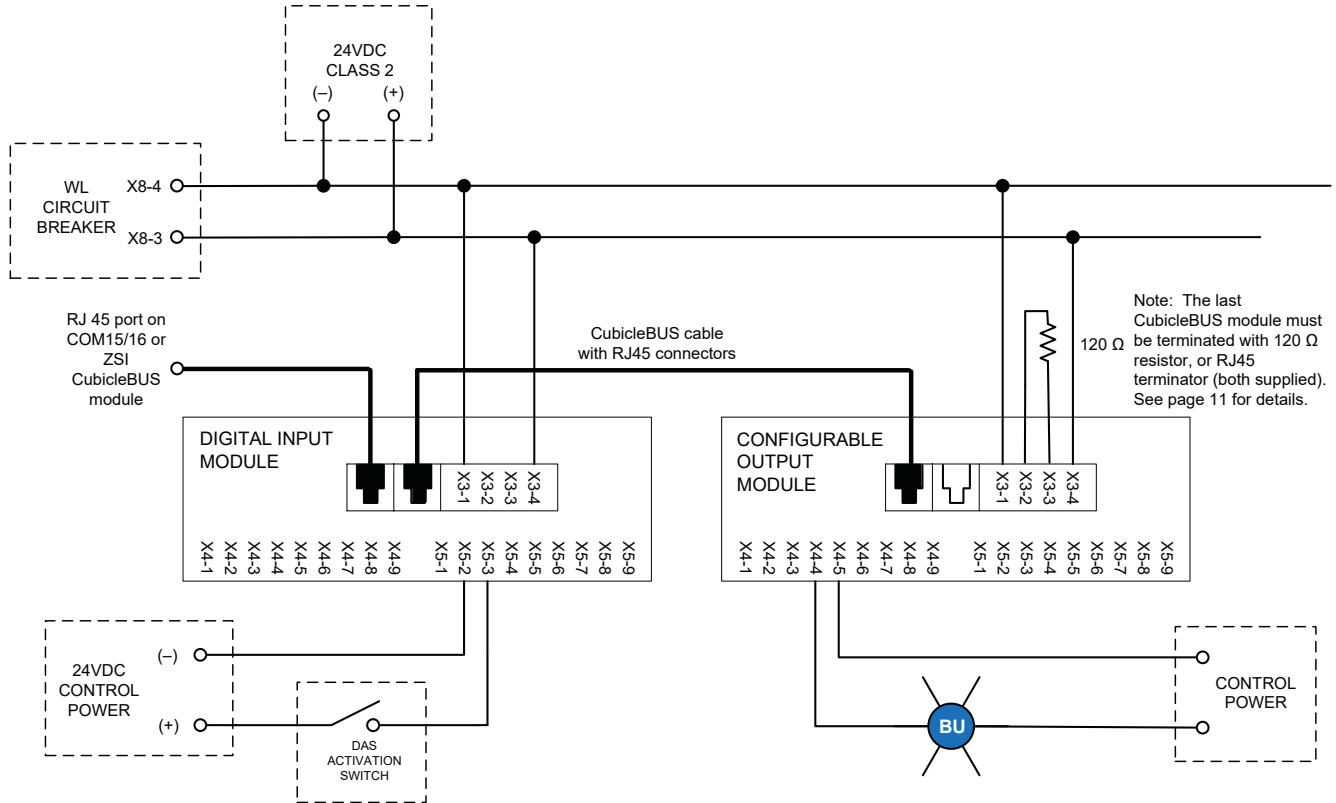 24VDC
CLASS 2
(–) (+)
WL
CIRCUIT
BREAKER
X8-4
X8-3
RJ 45 port on
COM15/16 or
ZSI
CubicleBUS
module
CubicleBUS cable
with RJ45 connectors
120 Ω
Note: The last
CubicleBUS module must
be terminated with 120 Ω
resistor, or RJ45
terminator (both supplied).
See page 11 for details.
DIGITAL INPUT
MODULE
X3-1
X3-2
X3-3
X3-4
X4-1
X4-2
X4-3
X4-4
X4-5
X4-6
X4-7
X4-8
X4-9
X5-1
X5-2
X5-3
X5-4
X5-5
X5-6
X5-7
X5-8
X5-9
CONFIGURABLE
OUTPUT
MODULE
X3-1
X3-2
X3-3
X3-4
X4-1
X4-2
X4-3
X4-4
X4-5
X4-6
X4-7
X4-8
X4-9
X5-1
X5-2
X5-3
X5-4
X5-5
X5-6
X5-7
X5-8
X5-9
24VDC
CONTROL
POWER
(–)
(+)
DAS
ACTIVATION
SWITCH
BU
CONTROL
POWER